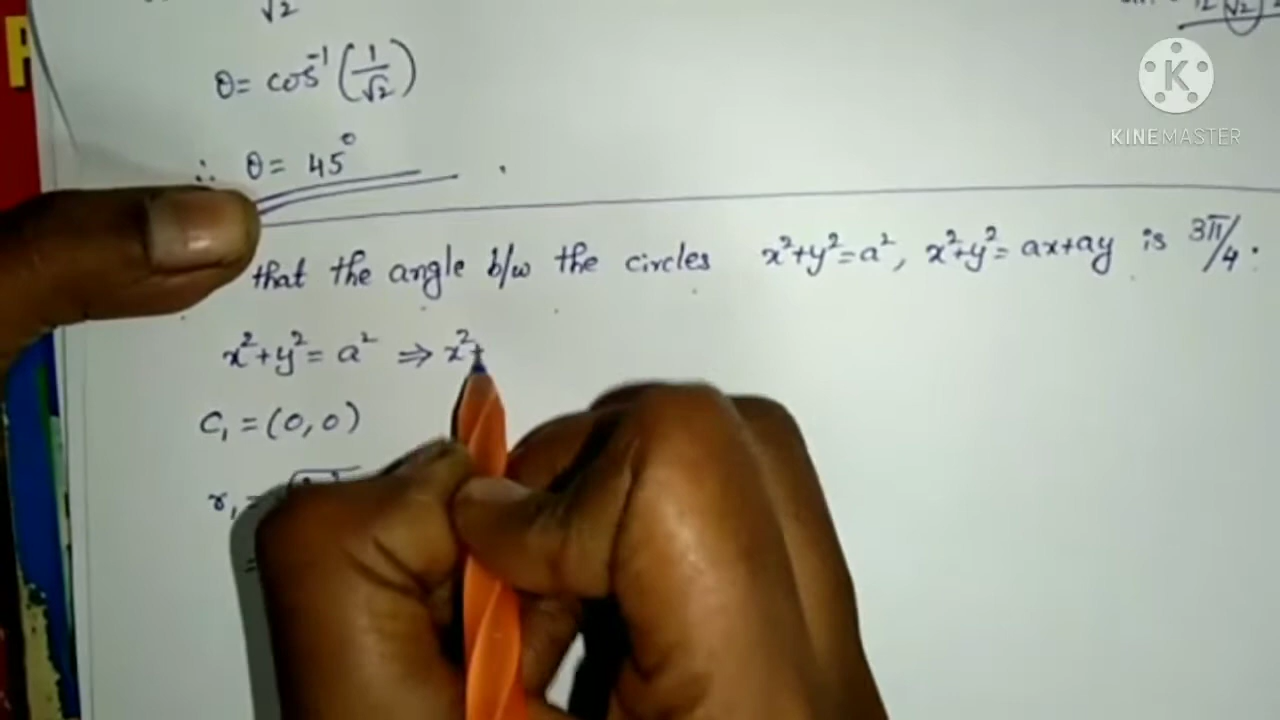 √2
θ = cos⁻¹(1/√2)
∴ θ = 45°
that the angle b/w the circles x²+y²=a², x²+y²= ax+ay is 3π/4.
x²+y²= a² ⇒ x²+
C₁ = (0,0)
r₁ =
=
KINEMASTER